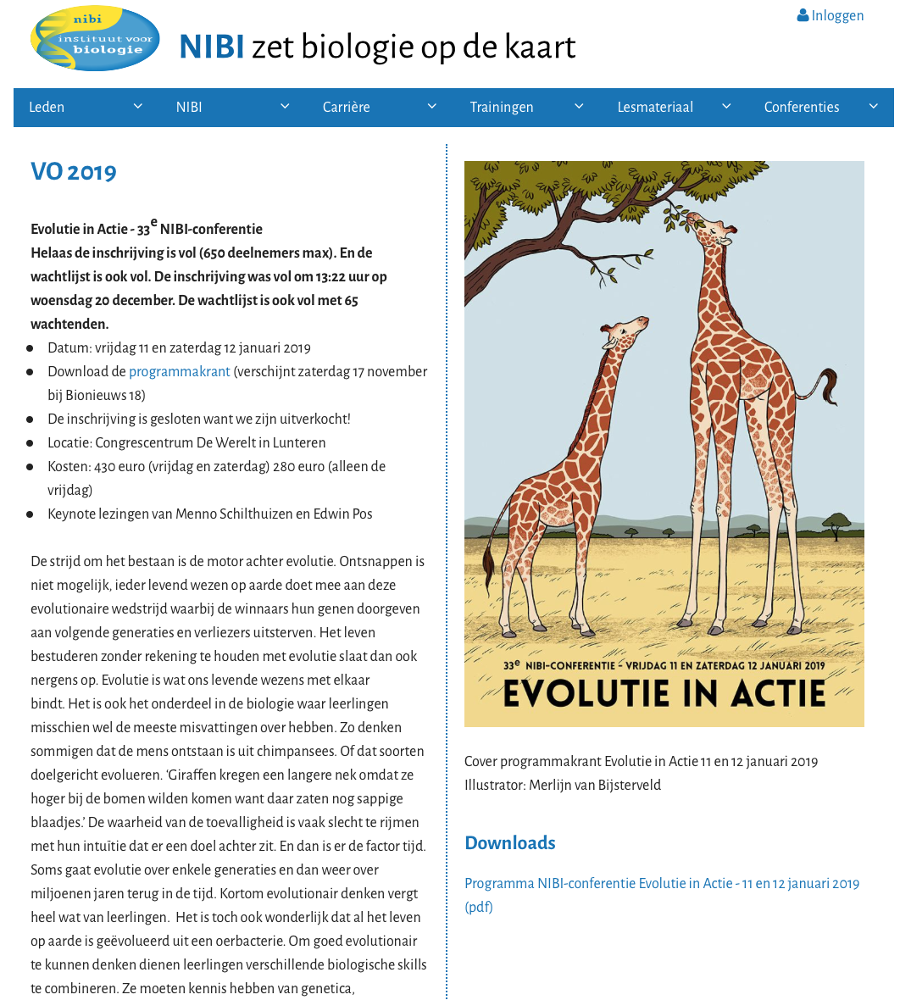 nibi
instituut voor
biologie
NIBI zet biologie op de kaart
Inloggen
Leden
NIBI
Carrière
Trainingen
Lesmateriaal
Conferenties
VO 2019
Evolutie in Actie - 33e NIBI-conferentie
Helaas de inschrijving is vol (650 deelnemers max). En de
wachtlijst is ook vol. De inschrijving was vol om 13:22 uur op
woensdag 20 december. De wachtlijst is ook vol met 65
wachtenden.
Datum: vrijdag 11 en zaterdag 12 januari 2019
Download de programmakrant (verschijnt zaterdag 17 november
bij Bionieuws 18)
De inschrijving is gesloten want we zijn uitverkocht!
Locatie: Congrescentrum De Werelt in Lunteren
Kosten: 430 euro (vrijdag en zaterdag) 280 euro (alleen de
vrijdag)
Keynote lezingen van Menno Schilthuizen en Edwin Pos
De strijd om het bestaan is de motor achter evolutie. Ontsnappen is
niet mogelijk, ieder levend wezen op aarde doet mee aan deze
evolutionaire wedstrijd waarbij de winnaars hun genen doorgeven
aan volgende generaties en verliezers uitsterven. Het leven
bestuderen zonder rekening te houden met evolutie slaat dan ook
nergens op. Evolutie is wat ons levende wezens met elkaar
bindt. Het is ook het onderdeel in de biologie waar leerlingen
misschien wel de meeste misvattingen over hebben. Zo denken
sommigen dat de mens ontstaan is uit chimpansees. Of dat soorten
doelgericht evolueren. ‘Giraffen kregen een langere nek omdat ze
hoger bij de bomen wilden komen want daar zaten nog sappige
blaadjes.’ De waarheid van de toevalligheid is vaak slecht te rijmen
met hun intuïtie dat er een doel achter zit. En dan is er de factor tijd.
Soms gaat evolutie over enkele generaties en dan weer over
miljoenen jaren terug in de tijd. Kortom evolutionair denken vergt
heel wat van leerlingen.  Het is toch ook wonderlijk dat al het leven
op aarde is geëvolueerd uit een oerbacterie. Om goed evolutionair
te kunnen denken dienen leerlingen verschillende biologische skills
te combineren. Ze moeten kennis hebben van genetica,
33e NIBI-CONFERENTIE - VRIJDAG 11 EN ZATERDAG 12 JANUARI 2019
EVOLUTIE IN ACTIE
Cover programmakrant Evolutie in Actie 11 en 12 januari 2019
Illustrator: Merlijn van Bijsterveld
Downloads
Programma NIBI-conferentie Evolutie in Actie - 11 en 12 januari 2019
(pdf)